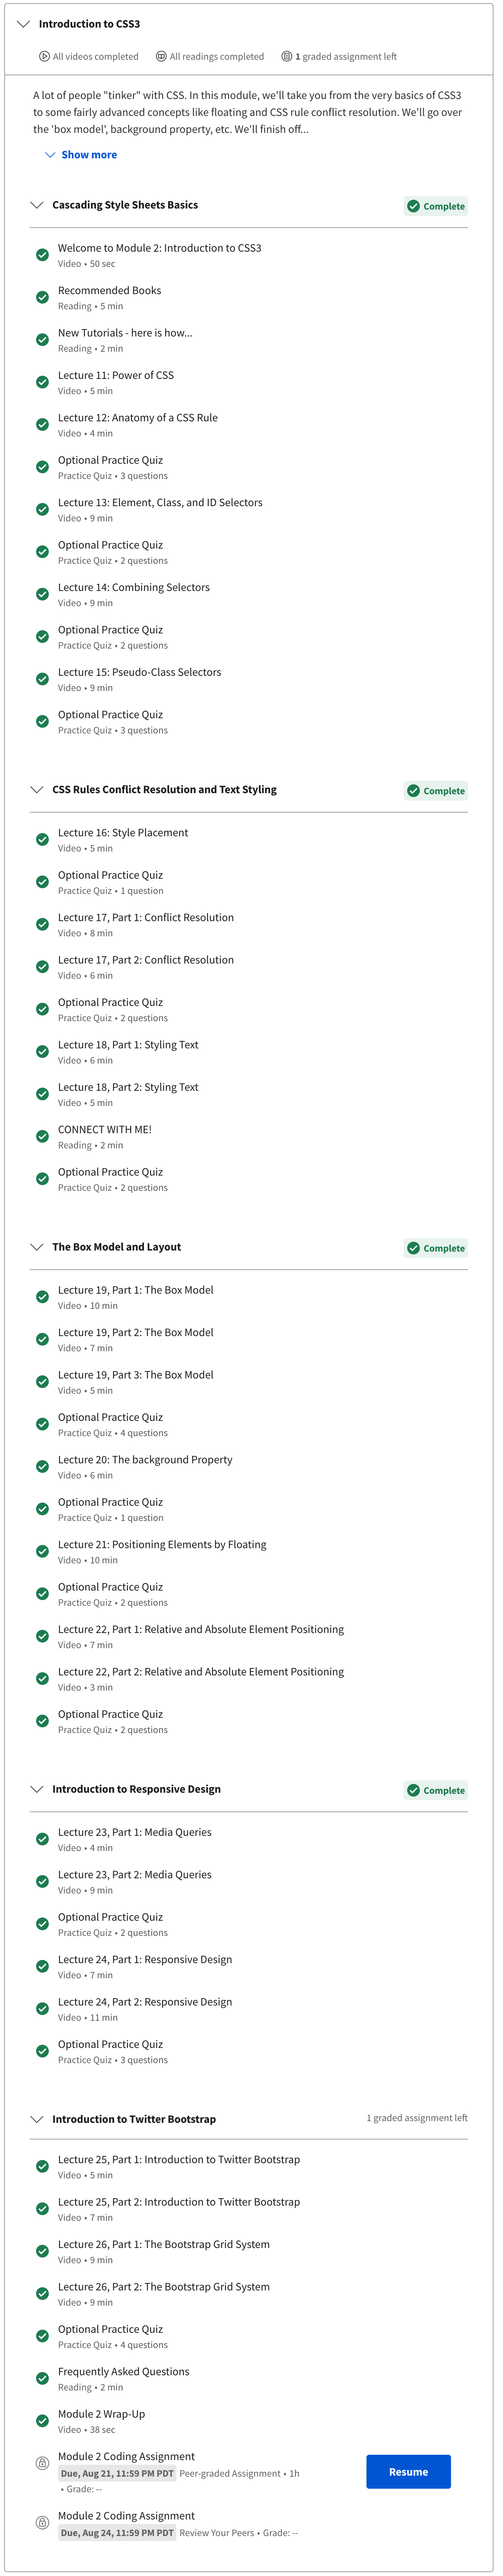 Introduction to CSS3
All videos completed All readings completed 1 graded assignment left
A lot of people "tinker" with CSS. In this module, we'll take you from the very basics of CSS3
to some fairly advanced concepts like floating and CSS rule conflict resolution. We'll go over
the 'box model', background property, etc. We'll finish off...
Show more
Cascading Style Sheets Basics Complete
Welcome to Module 2: Introduction to CSS3
Video • 50 sec
Recommended Books
Reading • 5 min
New Tutorials - here is how...
Reading • 2 min
Lecture 11: Power of CSS
Video • 5 min
Lecture 12: Anatomy of a CSS Rule
Video • 4 min
Optional Practice Quiz
Practice Quiz • 3 questions
Lecture 13: Element, Class, and ID Selectors
Video • 9 min
Optional Practice Quiz
Practice Quiz • 2 questions
Lecture 14: Combining Selectors
Video • 9 min
Optional Practice Quiz
Practice Quiz • 2 questions
Lecture 15: Pseudo-Class Selectors
Video • 9 min
Optional Practice Quiz
Practice Quiz • 3 questions
CSS Rules Conflict Resolution and Text Styling Complete
Lecture 16: Style Placement
Video • 5 min
Optional Practice Quiz
Practice Quiz • 1 question
Lecture 17, Part 1: Conflict Resolution
Video • 8 min
Lecture 17, Part 2: Conflict Resolution
Video • 6 min
Optional Practice Quiz
Practice Quiz • 2 questions
Lecture 18, Part 1: Styling Text
Video • 6 min
Lecture 18, Part 2: Styling Text
Video • 5 min
CONNECT WITH ME!
Reading • 2 min
Optional Practice Quiz
Practice Quiz • 2 questions
The Box Model and Layout Complete
Lecture 19, Part 1: The Box Model
Video • 10 min
Lecture 19, Part 2: The Box Model
Video • 7 min
Lecture 19, Part 3: The Box Model
Video • 5 min
Optional Practice Quiz
Practice Quiz • 4 questions
Lecture 20: The background Property
Video • 6 min
Optional Practice Quiz
Practice Quiz • 1 question
Lecture 21: Positioning Elements by Floating
Video • 10 min
Optional Practice Quiz
Practice Quiz • 2 questions
Lecture 22, Part 1: Relative and Absolute Element Positioning
Video • 7 min
Lecture 22, Part 2: Relative and Absolute Element Positioning
Video • 3 min
Optional Practice Quiz
Practice Quiz • 2 questions
Introduction to Responsive Design Complete
Lecture 23, Part 1: Media Queries
Video • 4 min
Lecture 23, Part 2: Media Queries
Video • 9 min
Optional Practice Quiz
Practice Quiz • 2 questions
Lecture 24, Part 1: Responsive Design
Video • 7 min
Lecture 24, Part 2: Responsive Design
Video • 11 min
Optional Practice Quiz
Practice Quiz • 3 questions
Introduction to Twitter Bootstrap 1 graded assignment left
Lecture 25, Part 1: Introduction to Twitter Bootstrap
Video • 5 min
Lecture 25, Part 2: Introduction to Twitter Bootstrap
Video • 7 min
Lecture 26, Part 1: The Bootstrap Grid System
Video • 9 min
Lecture 26, Part 2: The Bootstrap Grid System
Video • 9 min
Optional Practice Quiz
Practice Quiz • 4 questions
Frequently Asked Questions
Reading • 2 min
Module 2 Wrap-Up
Video • 38 sec
Module 2 Coding Assignment
Due, Aug 21, 11:59 PM PDT Peer-graded Assignment • 1h
• Grade: --
Resume
Module 2 Coding Assignment
Due, Aug 24, 11:59 PM PDT Review Your Peers • Grade: --